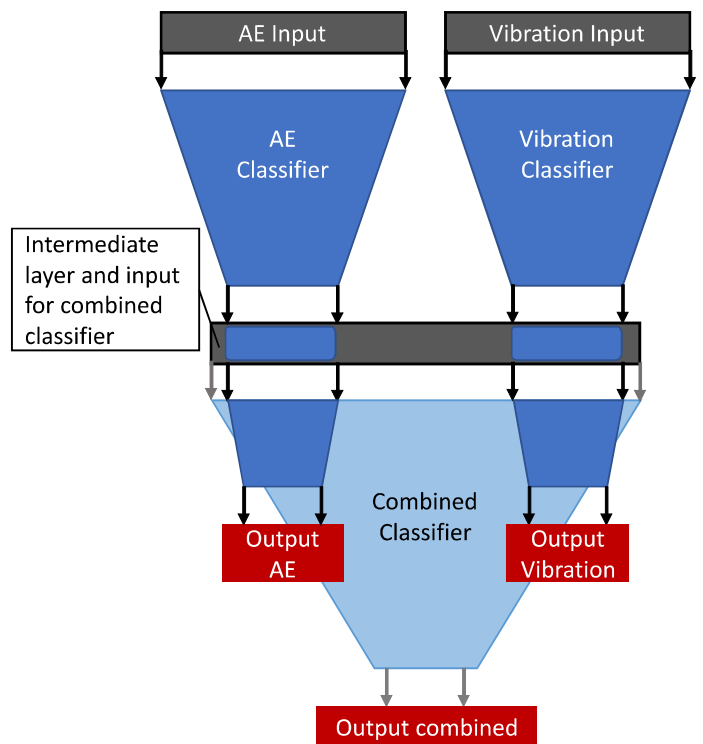 AE Input
Vibration Input
AE
Classifier
Vibration
Classifier
Intermediate
layer and input
for combined
classifier
Combined
Classifier
Output
AE
Output
Vibration
Output combined